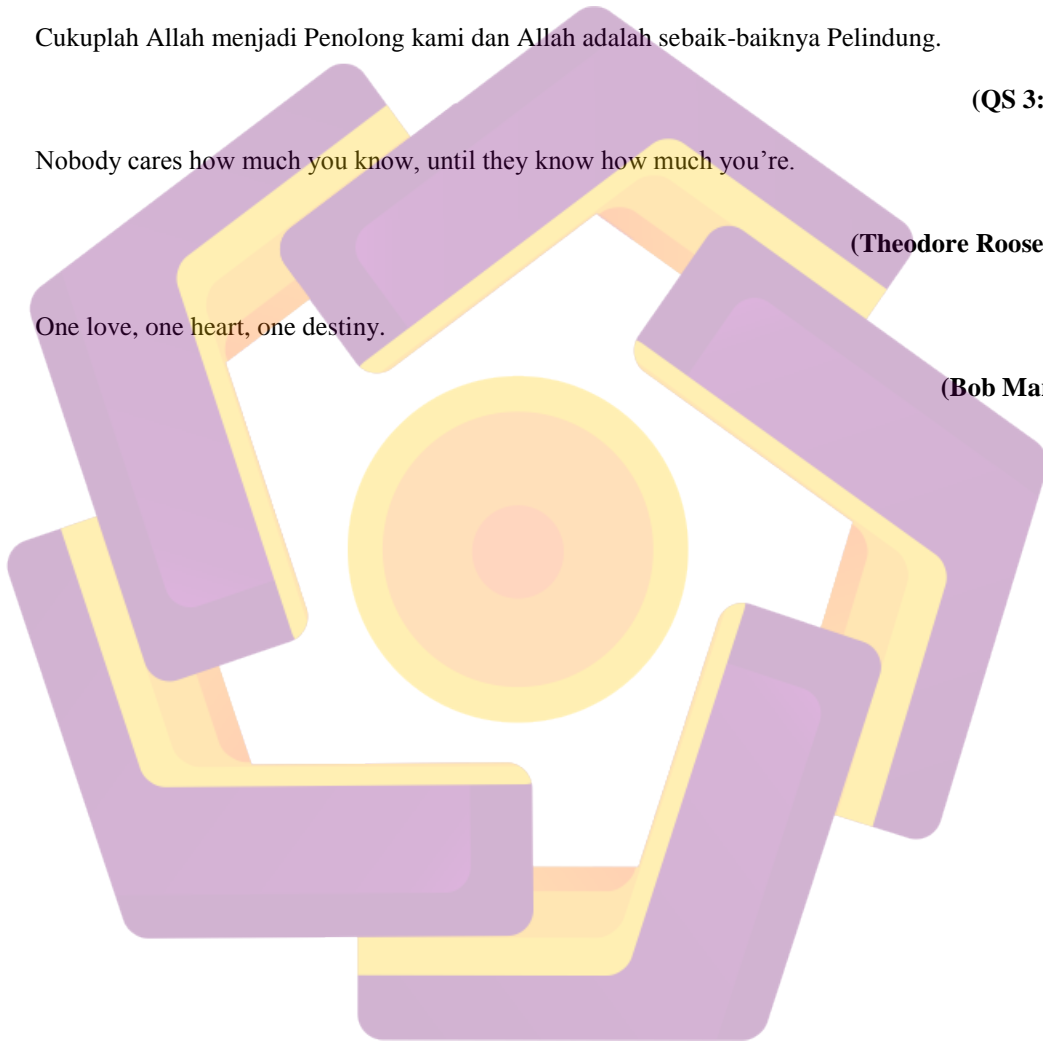 Cukuplah Allah menjadi Penolong kami dan Allah adalah sebaik-baiknya Pelindung.
(QS 3:
Nobody cares how much you know, until they know how much you’re.
(Theodore Roose
One love, one heart, one destiny.
(Bob Mar